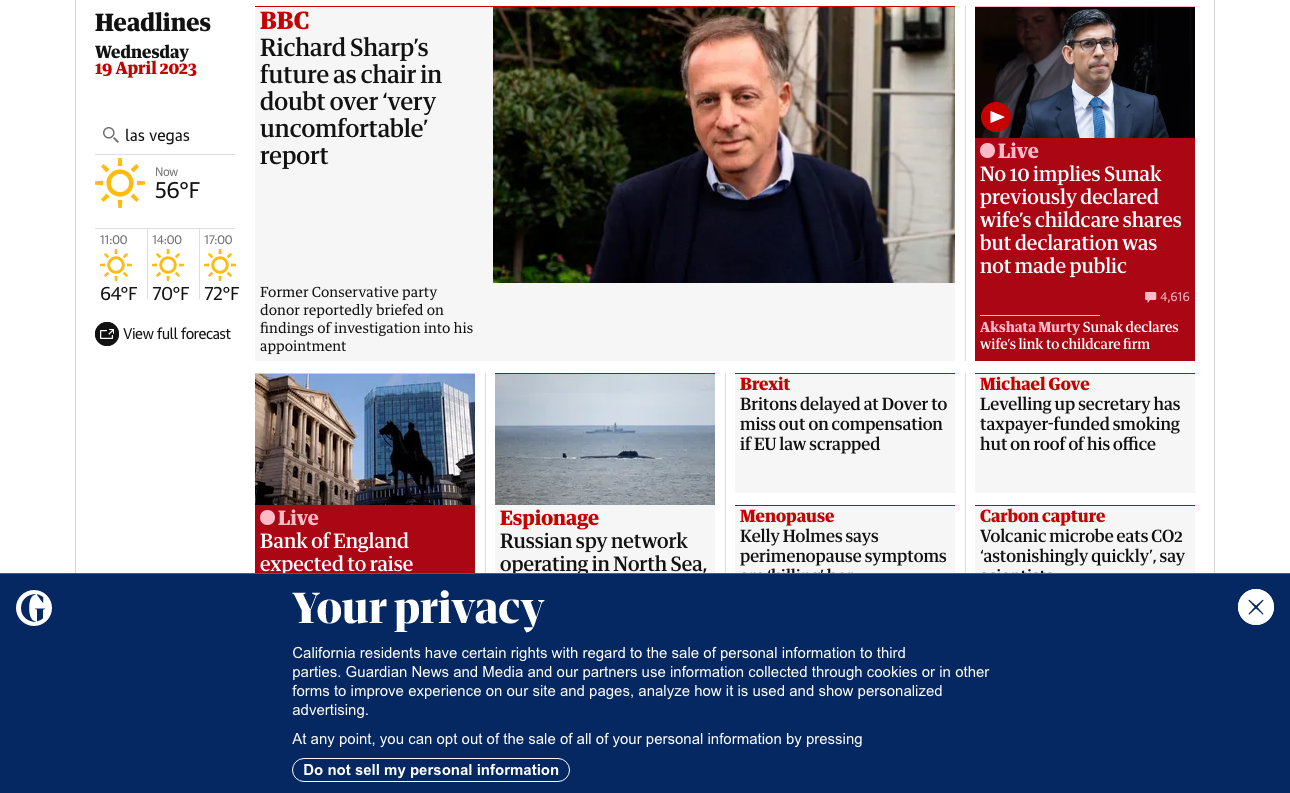 Headlines
Wednesday
19 April 2023
las vegas
Now
56°F
11:00
64°F
14:00
70°F
17:00
72°F
View full forecast
BBC
Richard Sharp's
future as chair in
doubt over ‘very
uncomfortable’
report
Former Conservative party
donor reportedly briefed on
findings of investigation into his
appointment
Live
No 10 implies Sunak
previously declared
wife’s childcare shares
but declaration was
not made public
4,616
Akshata Murty Sunak declares
wife’s link to childcare firm
Live
Bank of England
expected to raise
Espionage
Russian spy network
operating in North Sea,
Brexit
Britons delayed at Dover to
miss out on compensation
if EU law scrapped
Menopause
Kelly Holmes says
perimenopause symptoms
are ‘killing’ her
Michael Gove
Levelling up secretary has
taxpayer-funded smoking
hut on roof of his office
Carbon capture
Volcanic microbe eats CO2
‘astonishingly quickly’, say
scientists
Your privacy
California residents have certain rights with regard to the sale of personal information to third
parties. Guardian News and Media and our partners use information collected through cookies or in other
forms to improve experience on our site and pages, analyze how it is used and show personalized
advertising.
At any point, you can opt out of the sale of all of your personal information by pressing
Do not sell my personal information